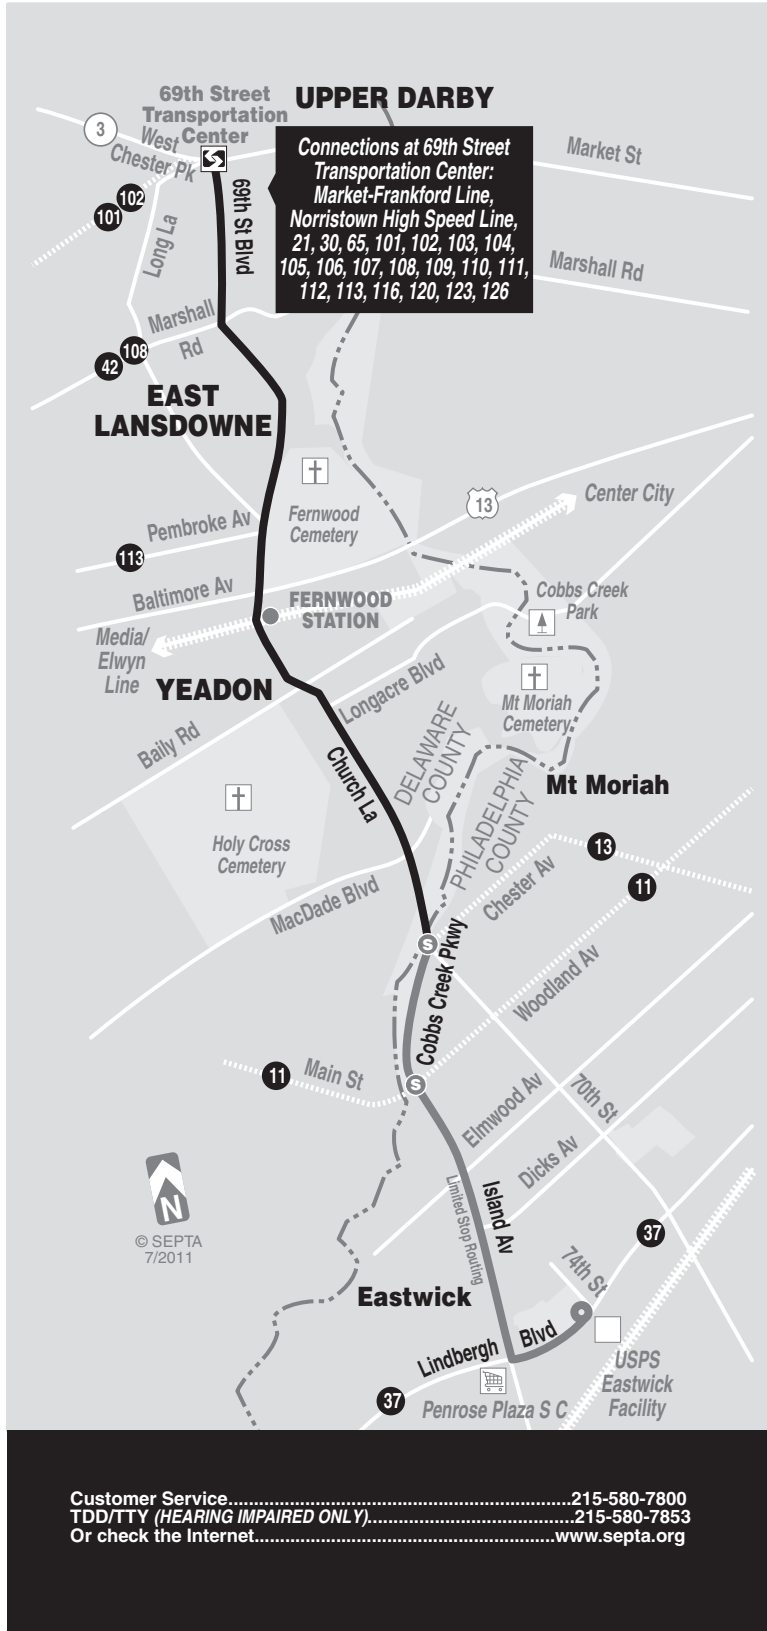 69th Street
Transportation
Center
UPPER DARBY
3
West
Chester Pk
Connections at 69th Street
Transportation Center:
Market-Frankford Line,
Norristown High Speed Line,
21, 30, 65, 101, 102, 103, 104,
105, 106, 107, 108, 109, 110, 111,
112, 113, 116, 120, 123, 126
Market St
102
101
69th St Blvd
Long La
Marshall Rd
Marshall
Rd
108
42
EAST
LANSDOWNE
Fernwood
Cemetery
13
Center City
Pembroke Av
113
Baltimore Av
FERNWOOD
STATION
Cobbs Creek
Park
Media/
Elwyn
Line
YEADON
Longacre Blvd
Mt Moriah
Cemetery
Baily Rd
DELAWARE
COUNTY
Church La
PHILADELPHIA
COUNTY
Mt Moriah
Holy Cross
Cemetery
13
11
Chester Av
MacDade Blvd
S
Cobbs Creek Pkwy
Woodland Av
11
Main St
S
Elmwood Av
70th St
Dicks Av
N
© SEPTA
7/2011
Limited Stop Routing
Island Av
37
74th St
Eastwick
Lindbergh
Blvd
USPS
Eastwick
Facility
37
Penrose Plaza S C
Customer Service...................................................................215-580-7800
TDD/TTY (HEARING IMPAIRED ONLY)........................................215-580-7853
Or check the Internet...........................................................www.septa.org